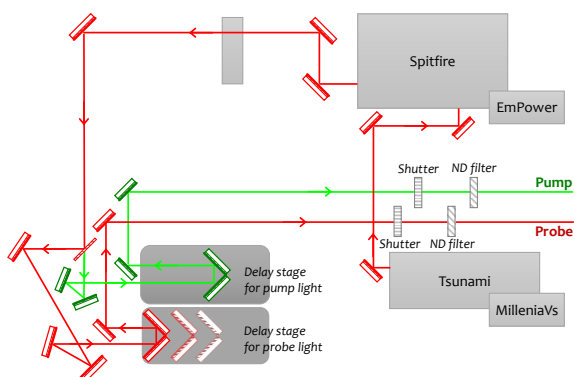 Spitfire
EmPower
Shutter
ND filter
Pump
Probe
Shutter
ND filter
Delay stage
for pump light
Tsunami
MilleniaVs
Delay stage
for probe light